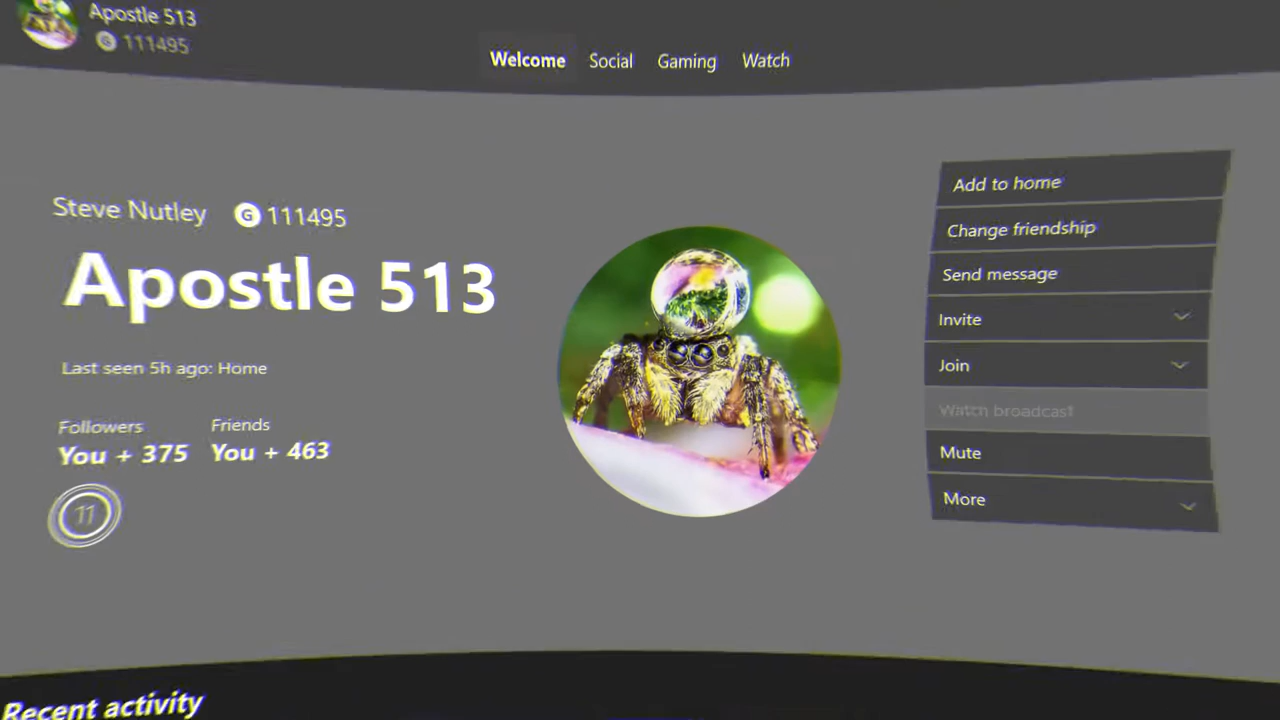 Apostle 513
G 111495
Welcome Social Gaming Watch
Steve Nutley G 111495
Apostle 513
Last seen 5h ago: Home
Followers Friends
You + 375 You + 463
11
Add to home
Change friendship
Send message
Invite
Join
Watch broadcast
Mute
More
Recent activity